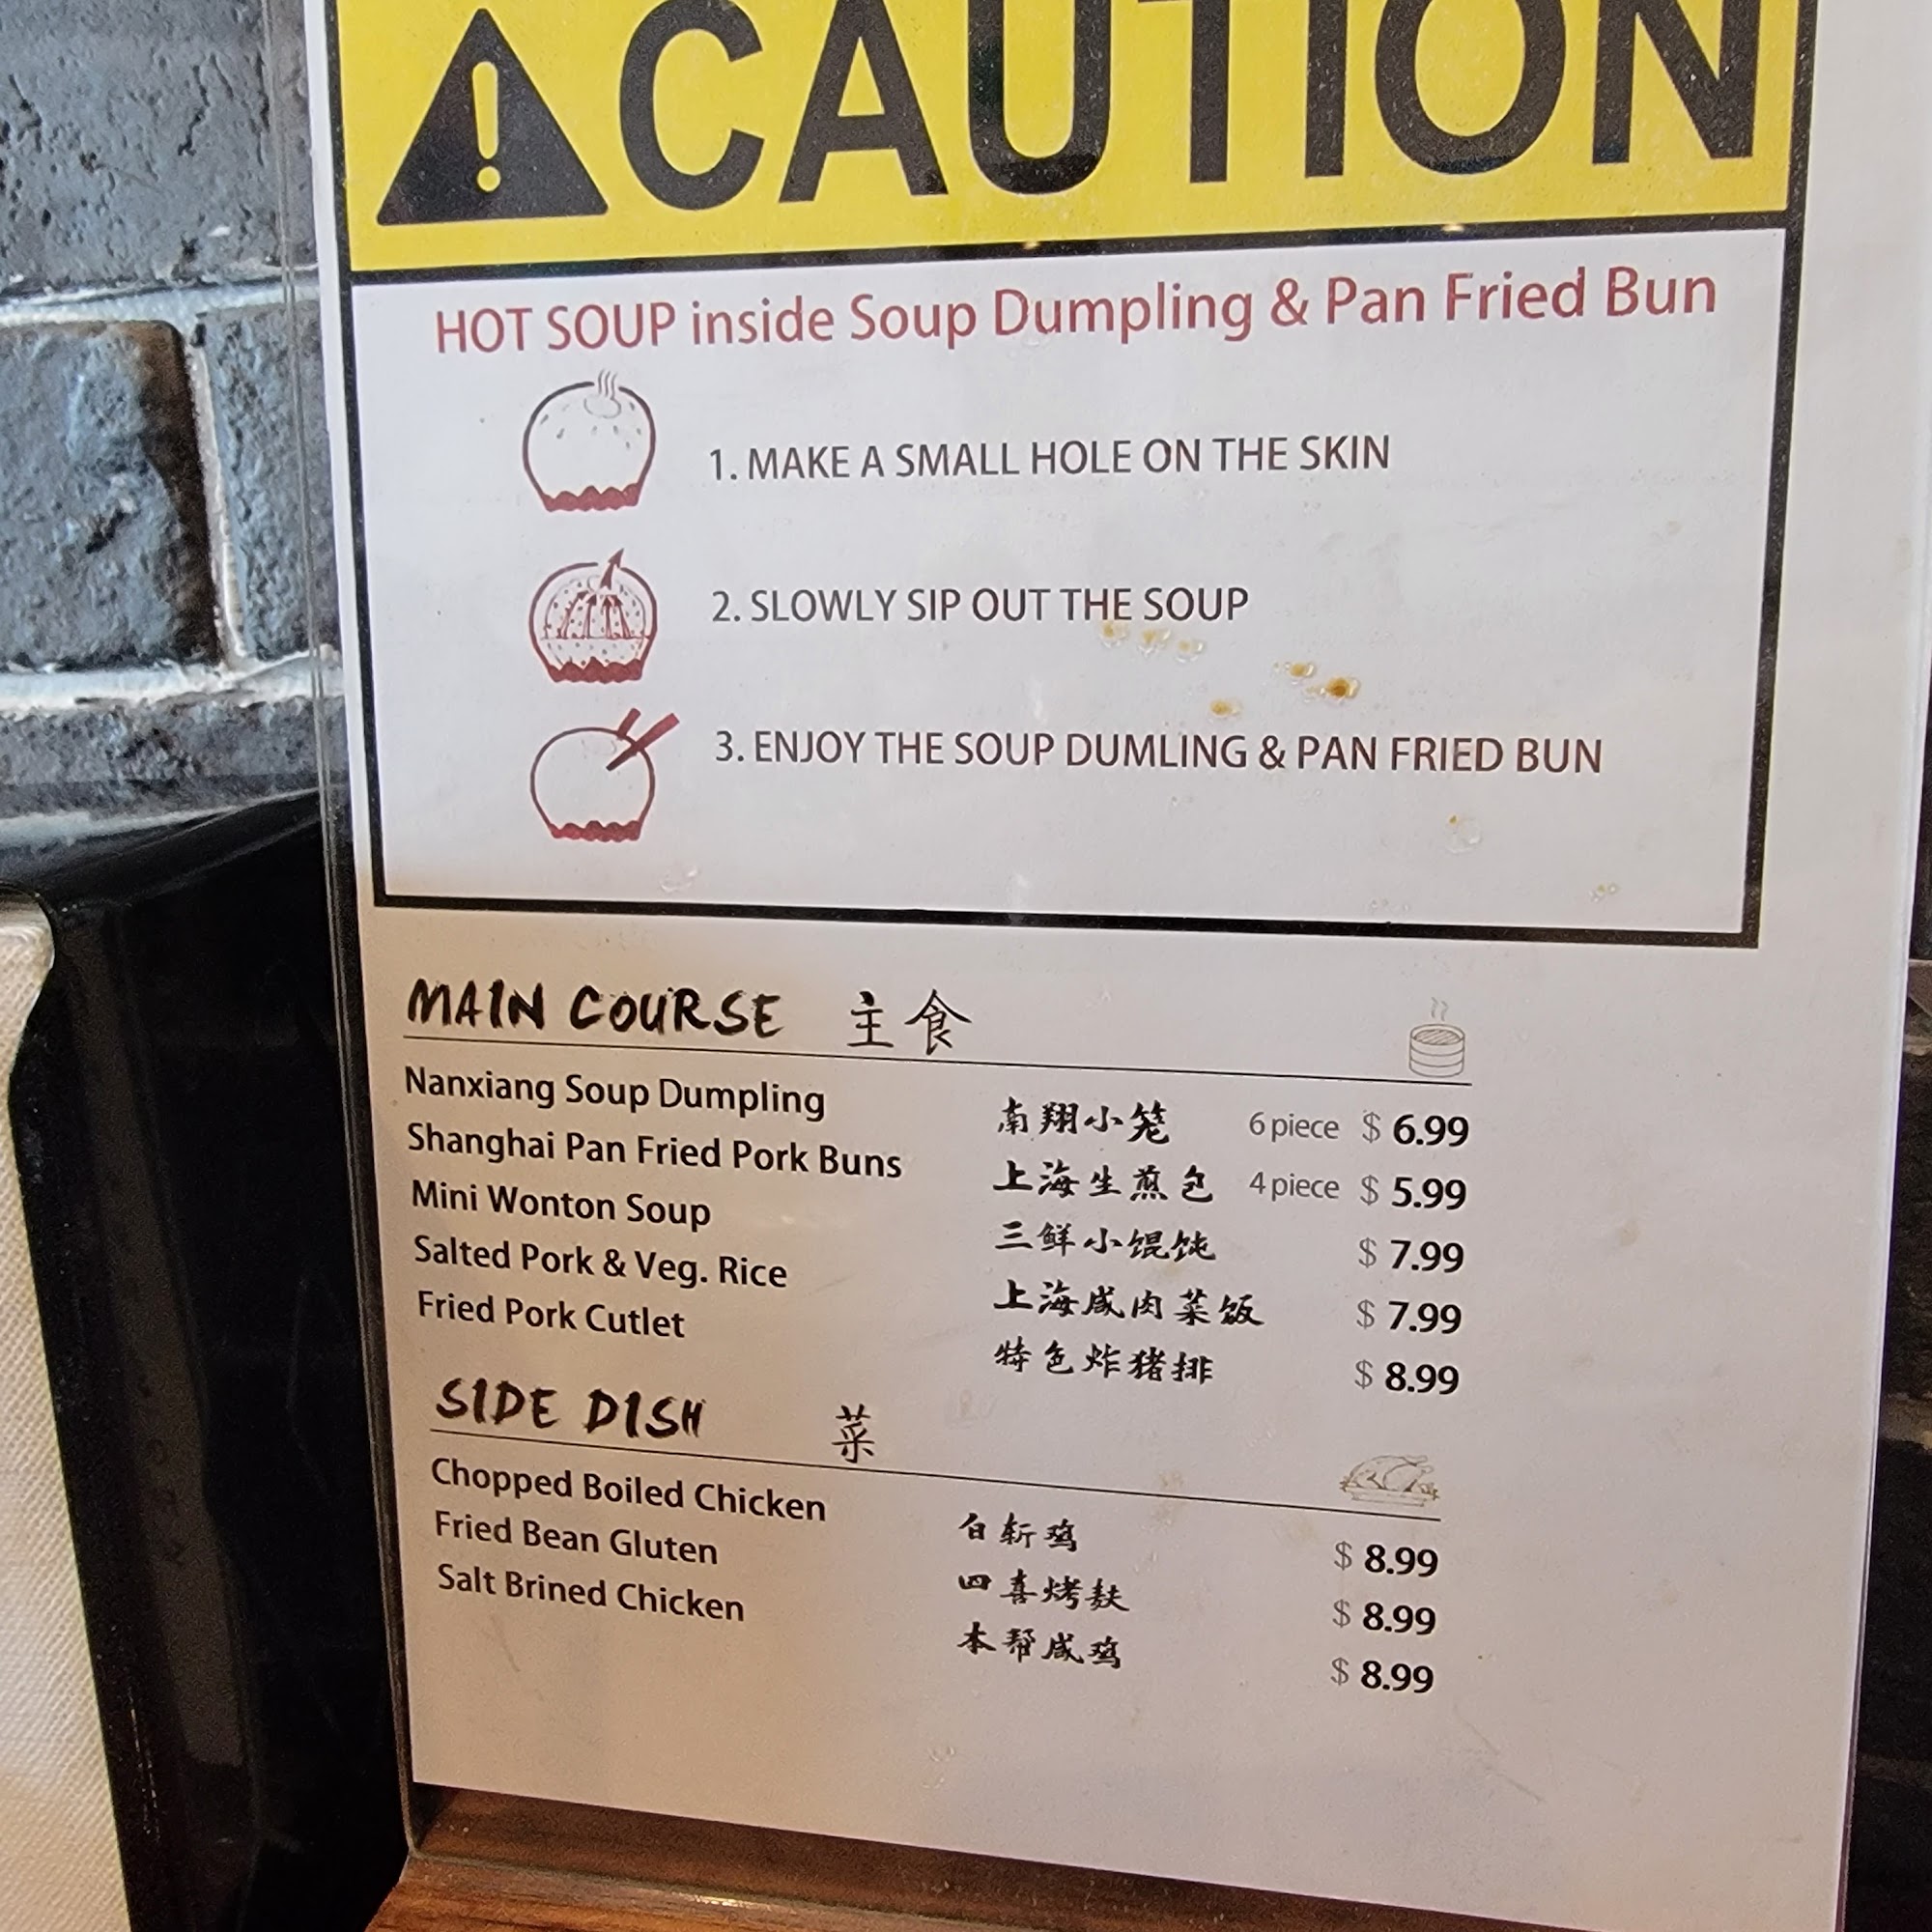 CAUTION
HOT SOUP inside Soup Dumpling & Pan Fried Bun
1. MAKE A SMALL HOLE ON THE SKIN
2. SLOWLY SIP OUT THE SOUP
3. ENJOY THE SOUP DUMLING & PAN FRIED BUN
MAIN COURSE 主食
Nanxiang Soup Dumpling 南翔小笼 6 piece $ 6.99
Shanghai Pan Fried Pork Buns 上海生煎包 4 piece $ 5.99
Mini Wonton Soup 三鲜小馄饨 $ 7.99
Salted Pork & Veg. Rice 上海咸肉菜饭 $ 7.99
Fried Pork Cutlet 特色炸猪排 $ 8.99
SIDE DISH 菜
Chopped Boiled Chicken 白斩鸡 $ 8.99
Fried Bean Gluten 四喜烤麸 $ 8.99
Salt Brined Chicken 本帮咸鸡 $ 8.99